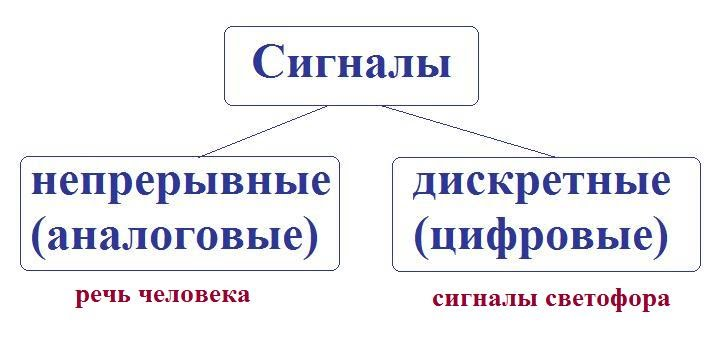 Сигналы
непрерывные
(аналоговые)
дискретные
(цифровые)
речь человека
сигналы светофора